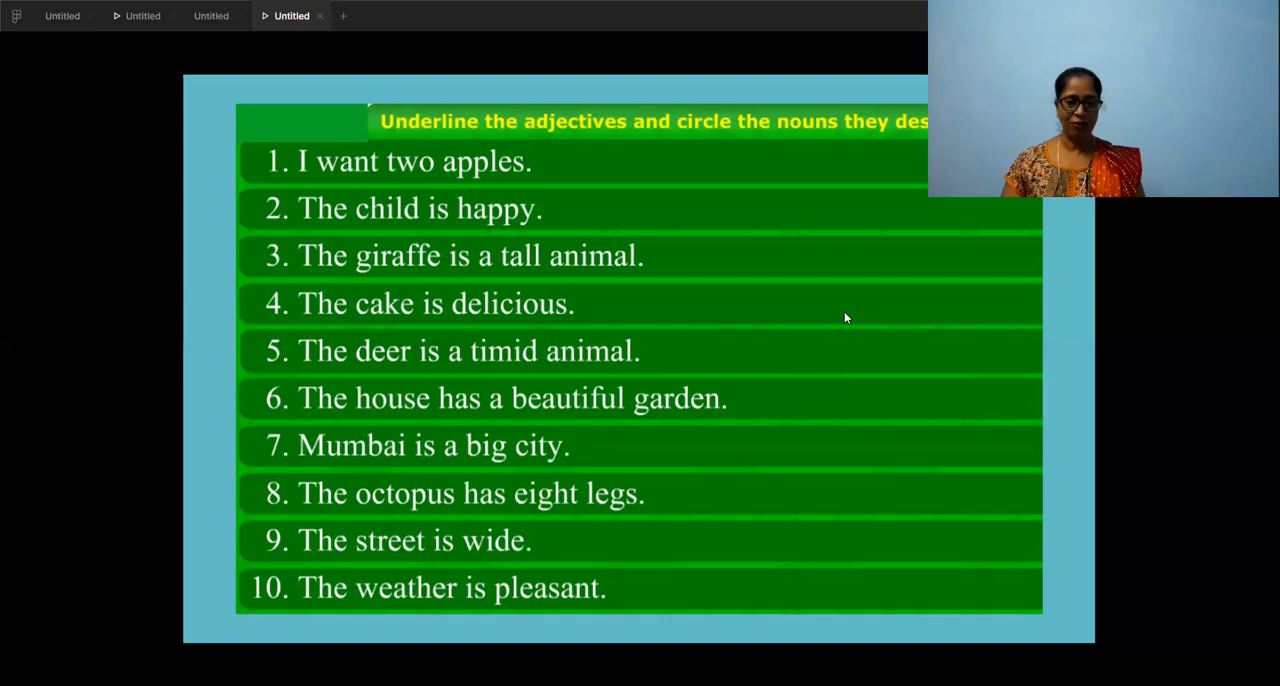 Untitled Untitled Untitled Untitled
Underline the adjectives and circle the nouns they
1. I want two apples.
2. The child is happy.
3. The giraffe is a tall animal.
4. The cake is delicious.
5. The deer is a timid animal.
6. The house has a beautiful garden.
7. Mumbai is a big city.
8. The octopus has eight legs.
9. The street is wide.
10. The weather is pleasant.